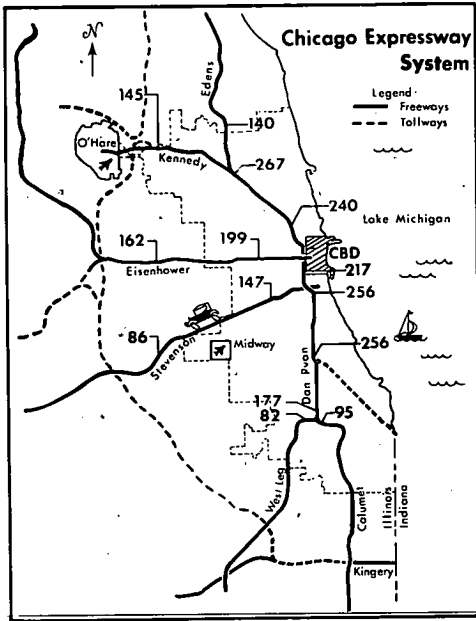 Chicago Expressway
System
N
Legend
Freeways
Tollways
Edens
145
140
O'Hare
Kennedy
267
240
Lake Michigan
162
199
CBD
Eisenhower
217
147
256
86
Stevenson
Midway
256
Dan Ryan
177
82
95
West Leg
Calumet
Illinois
Indiana
Kingery